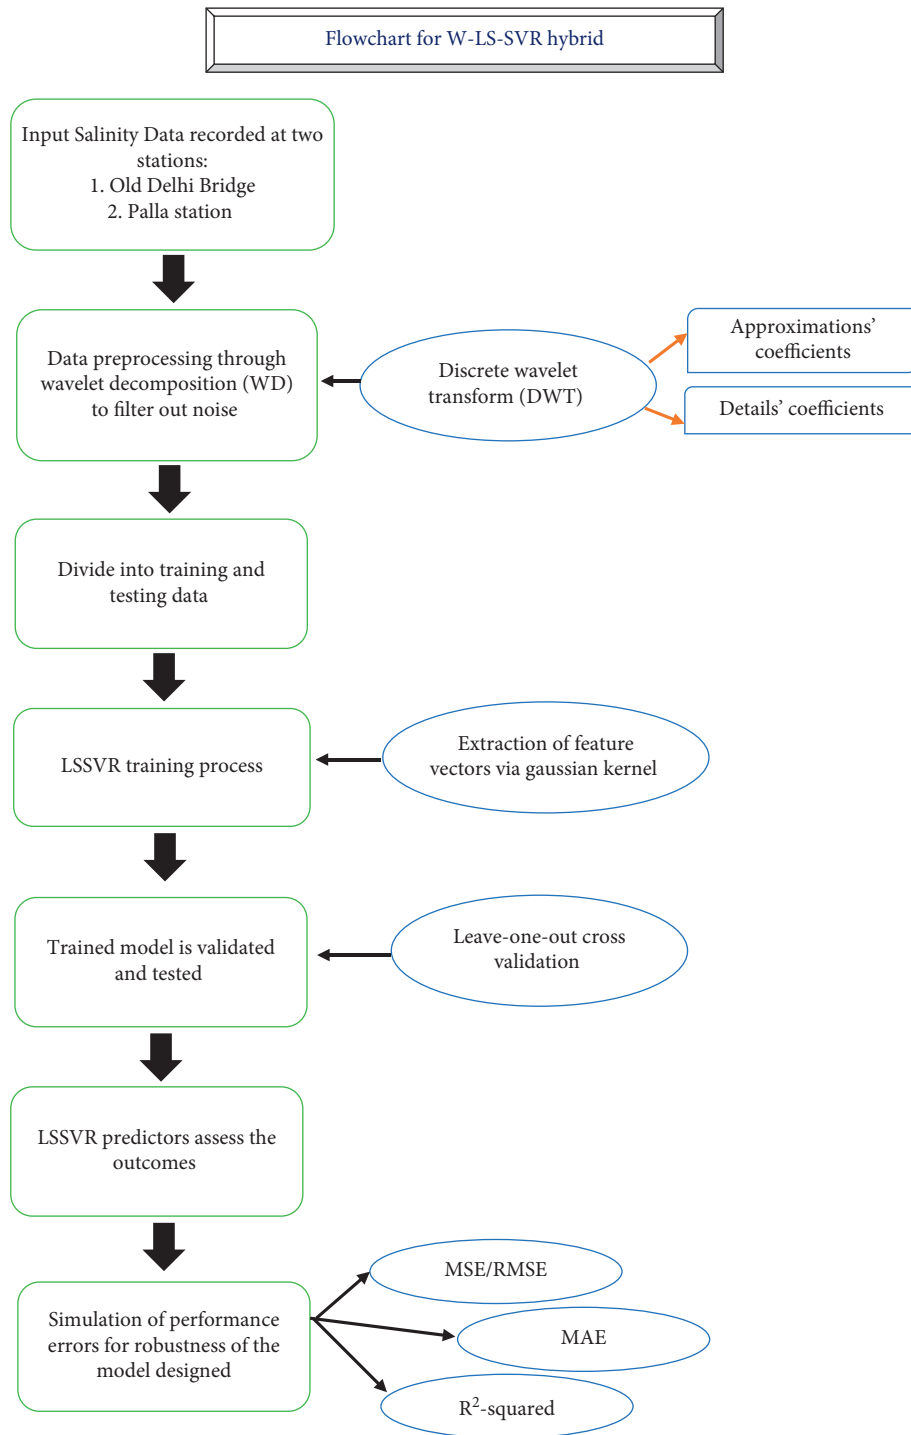 Flowchart for W-LS-SVR hybrid
Input Salinity Data recorded at two
stations:
1. Old Delhi Bridge
2. Palla station
Data preprocessing through
wavelet decomposition (WD)
to filter out noise
Discrete wavelet
transform (DWT)
Approximations’
coefficients
Details’ coefficients
Divide into training and
testing data
LSSVR training process
Extraction of feature
vectors via gaussian kernel
Trained model is validated
and tested
Leave-one-out cross
validation
LSSVR predictors assess the
outcomes
Simulation of performance
errors for robustness of the
model designed
MSE/RMSE
MAE
R²-squared